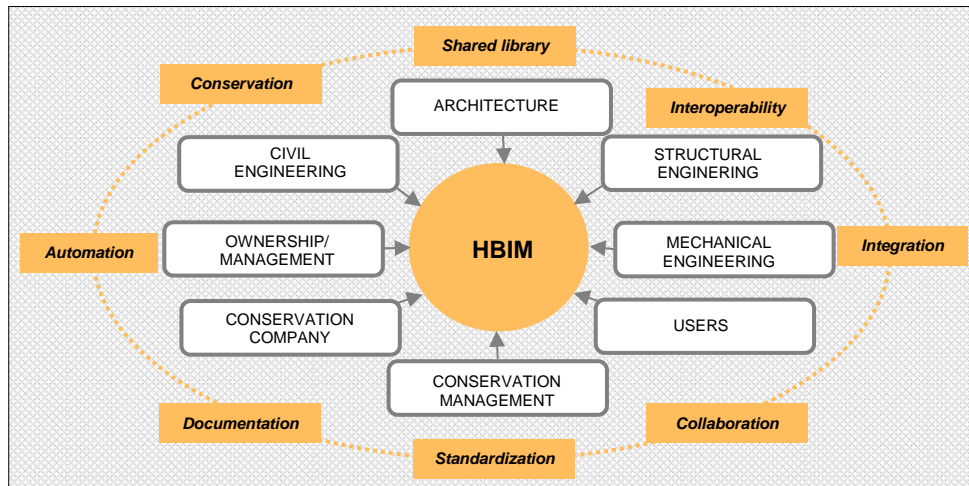 Shared library
Conservation
Interoperability
ARCHITECTURE
CIVIL
ENGINEERING
STRUCTURAL
ENGINERING
Automation
OWNERSHIP/
MANAGEMENT
HBIM
MECHANICAL
ENGINEERING
Integration
CONSERVATION
COMPANY
USERS
CONSERVATION
MANAGEMENT
Documentation
Collaboration
Standardization